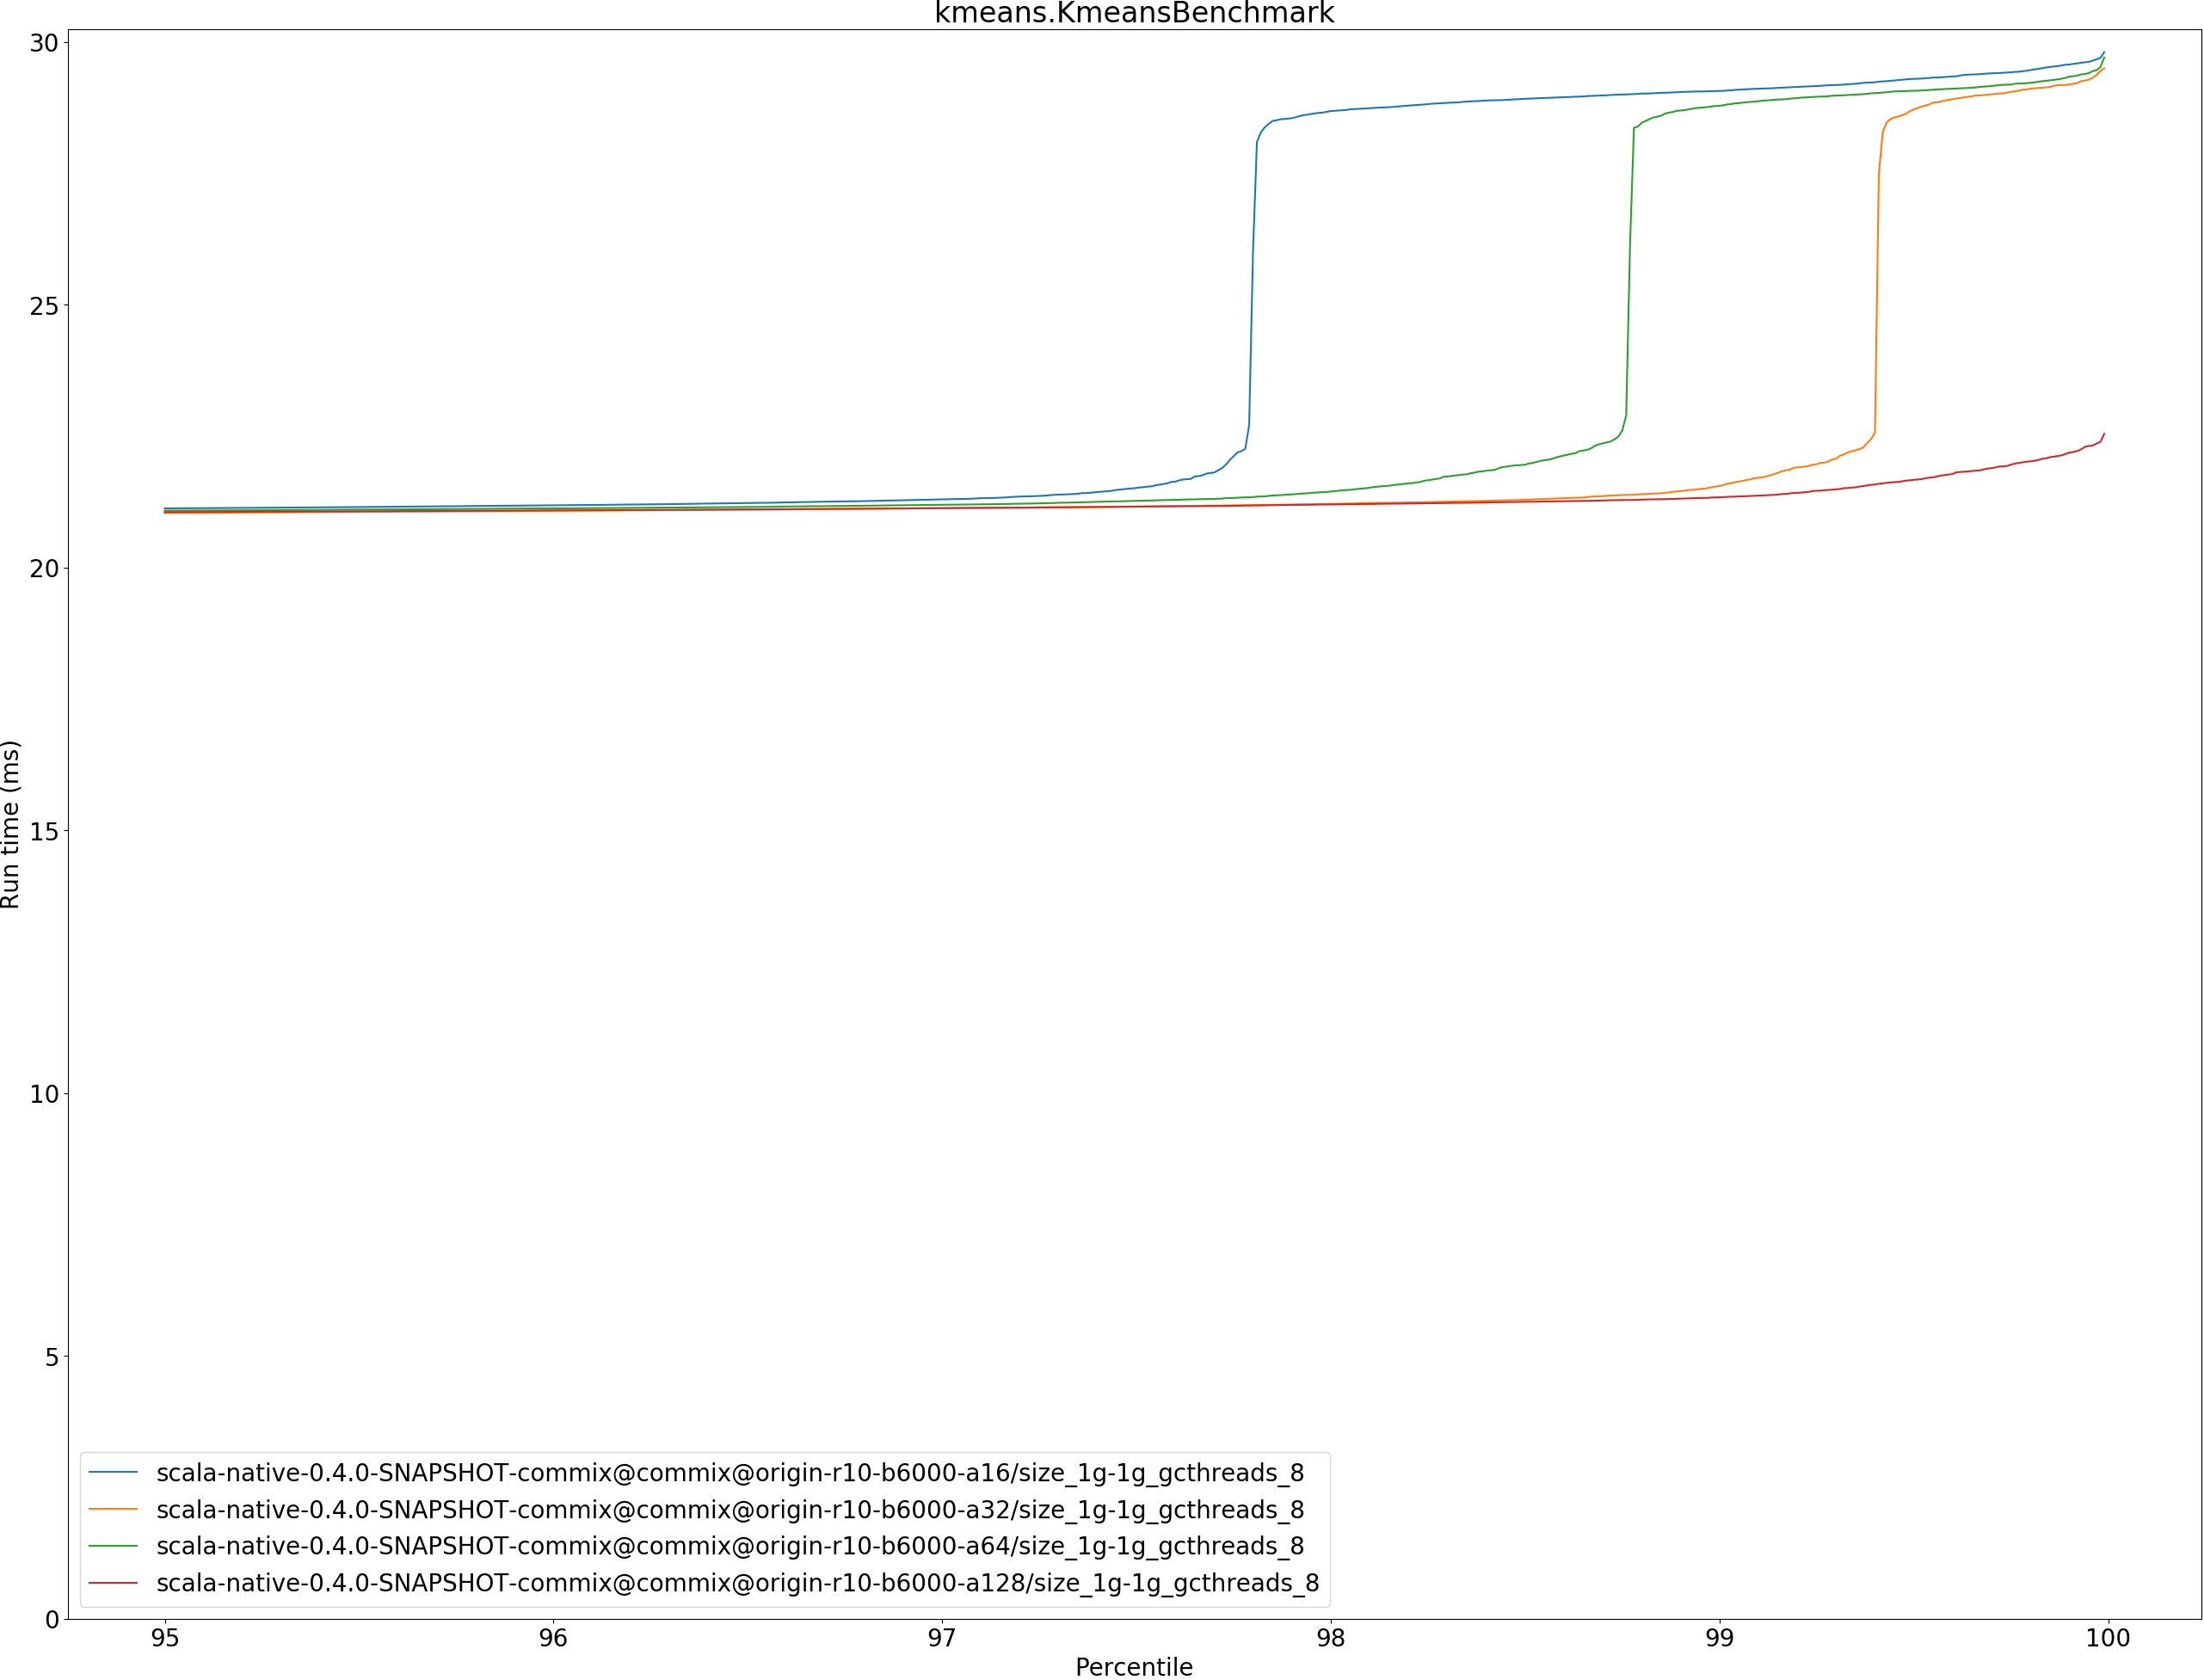 kmeans.KmeansBenchmark
30
25
20
15
10
5
0
Run time (ms)
95 96 97 98 99 100
Percentile
scala-native-0.4.0-SNAPSHOT-commix@commix@origin-r10-b6000-a16/size_1g-1g_gcthreads_8
scala-native-0.4.0-SNAPSHOT-commix@commix@origin-r10-b6000-a32/size_1g-1g_gcthreads_8
scala-native-0.4.0-SNAPSHOT-commix@commix@origin-r10-b6000-a64/size_1g-1g_gcthreads_8
scala-native-0.4.0-SNAPSHOT-commix@commix@origin-r10-b6000-a128/size_1g-1g_gcthreads_8